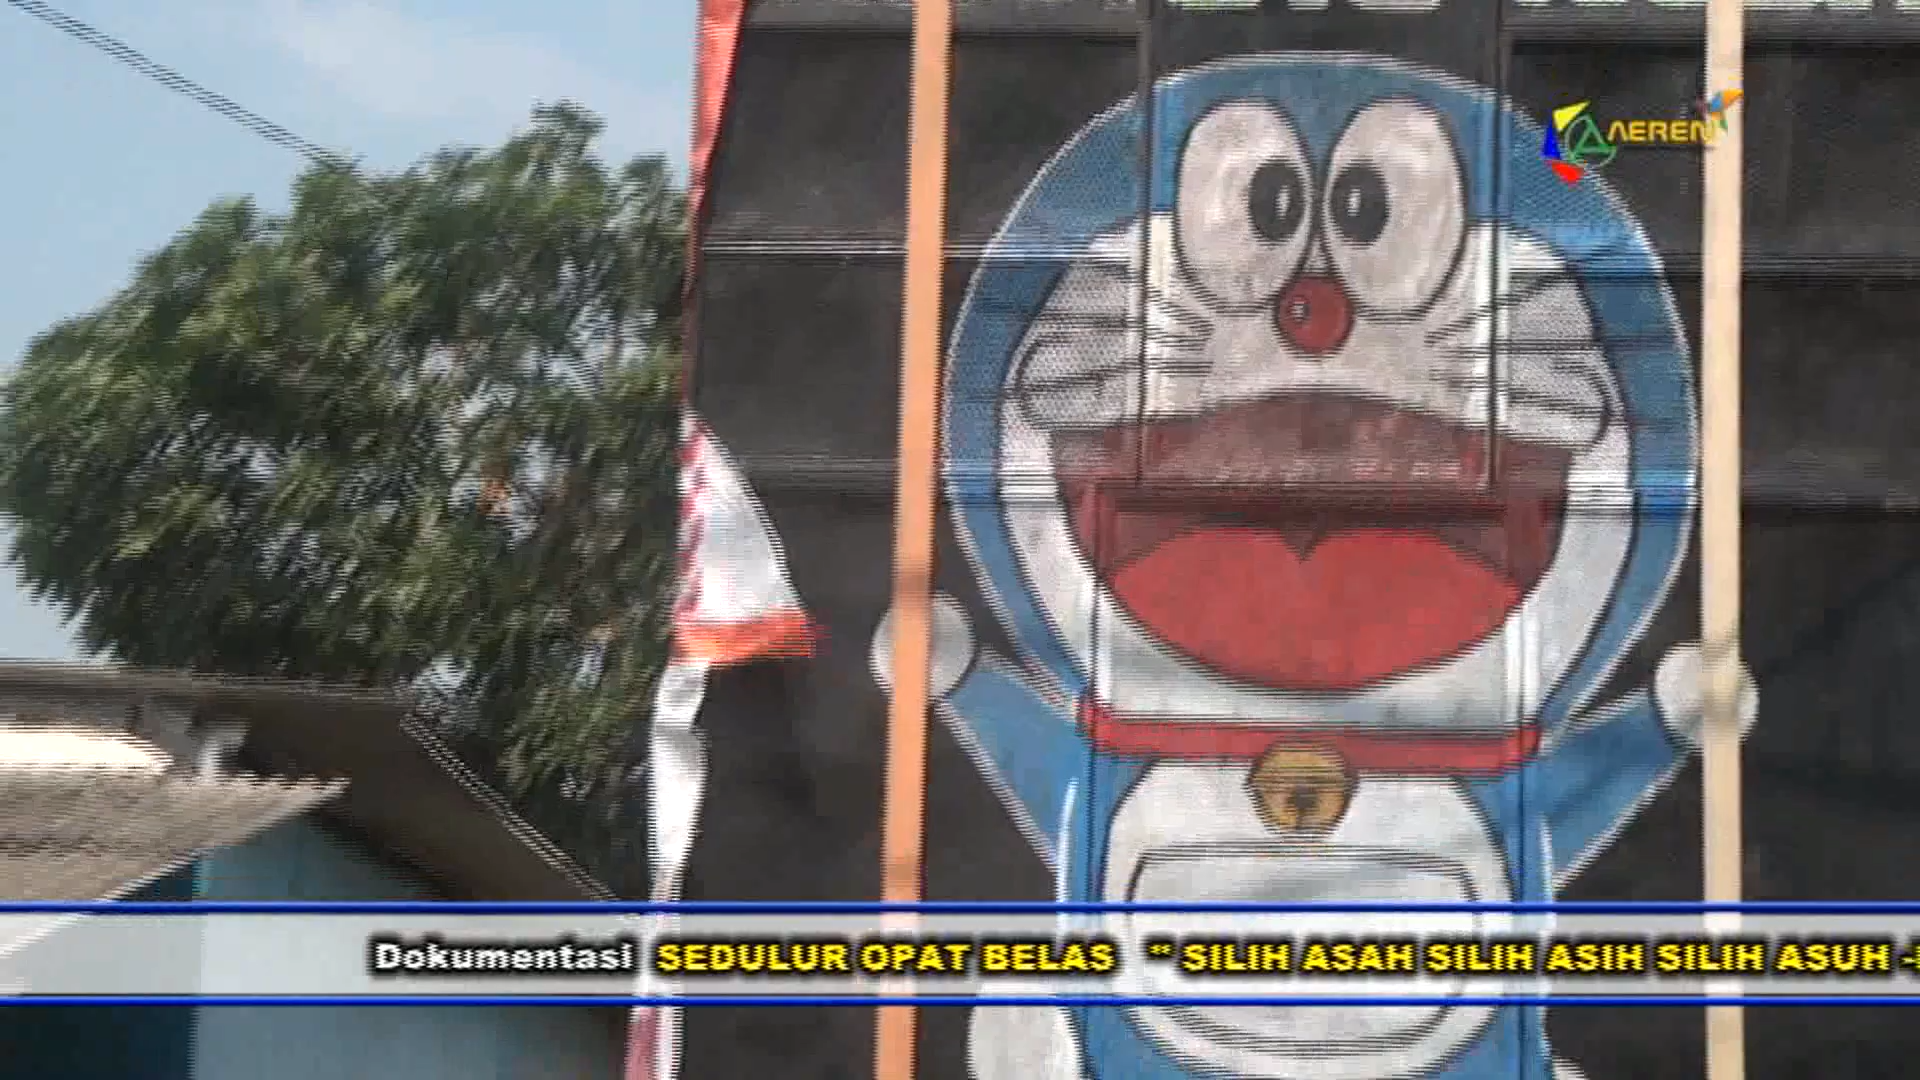 AEREN
Dokumentasi SEDULUR OPAT BELAS " SILIH ASAH SILIH ASIH SILIH ASUH -